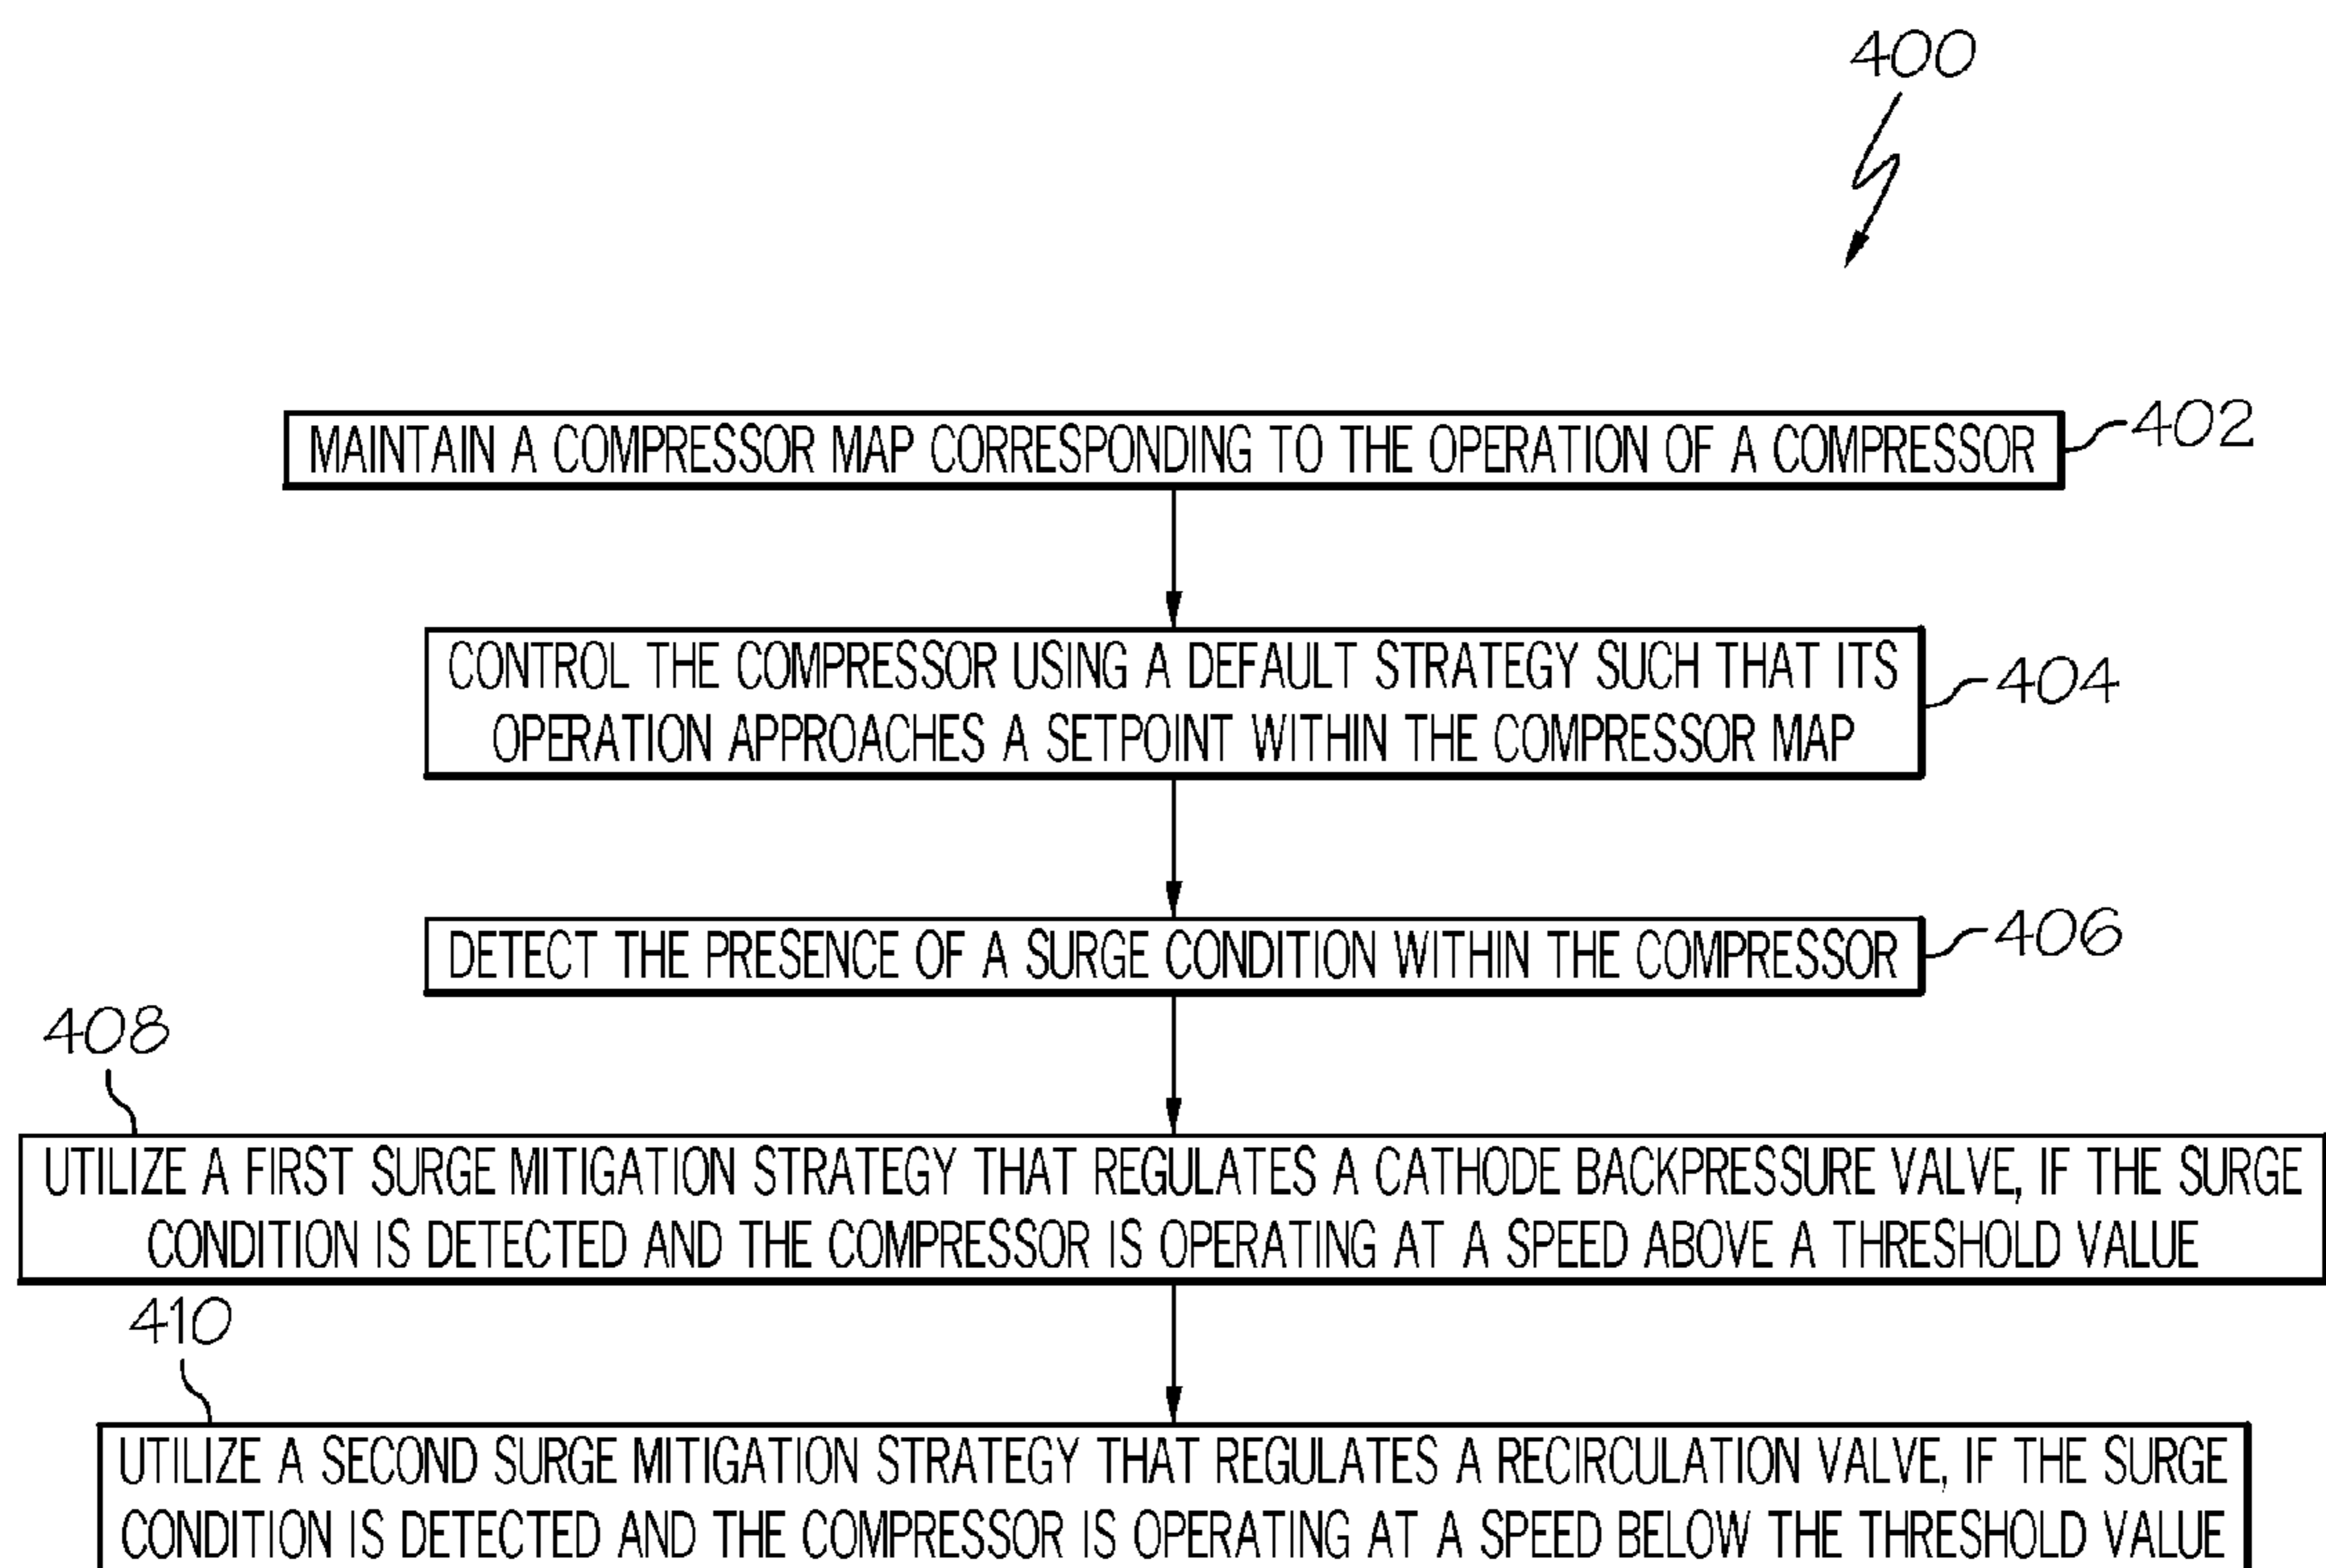 400
MAINTAIN A COMPRESSOR MAP CORRESPONDING TO THE OPERATION OF A COMPRESSOR
402
CONTROL THE COMPRESSOR USING A DEFAULT STRATEGY SUCH THAT ITS
OPERATION APPROACHES A SETPOINT WITHIN THE COMPRESSOR MAP
404
DETECT THE PRESENCE OF A SURGE CONDITION WITHIN THE COMPRESSOR
406
408
UTILIZE A FIRST SURGE MITIGATION STRATEGY THAT REGULATES A CATHODE BACKPRESSURE VALVE, IF THE SURGE
CONDITION IS DETECTED AND THE COMPRESSOR IS OPERATING AT A SPEED ABOVE A THRESHOLD VALUE
410
UTILIZE A SECOND SURGE MITIGATION STRATEGY THAT REGULATES A RECIRCULATION VALVE, IF THE SURGE
CONDITION IS DETECTED AND THE COMPRESSOR IS OPERATING AT A SPEED BELOW THE THRESHOLD VALUE